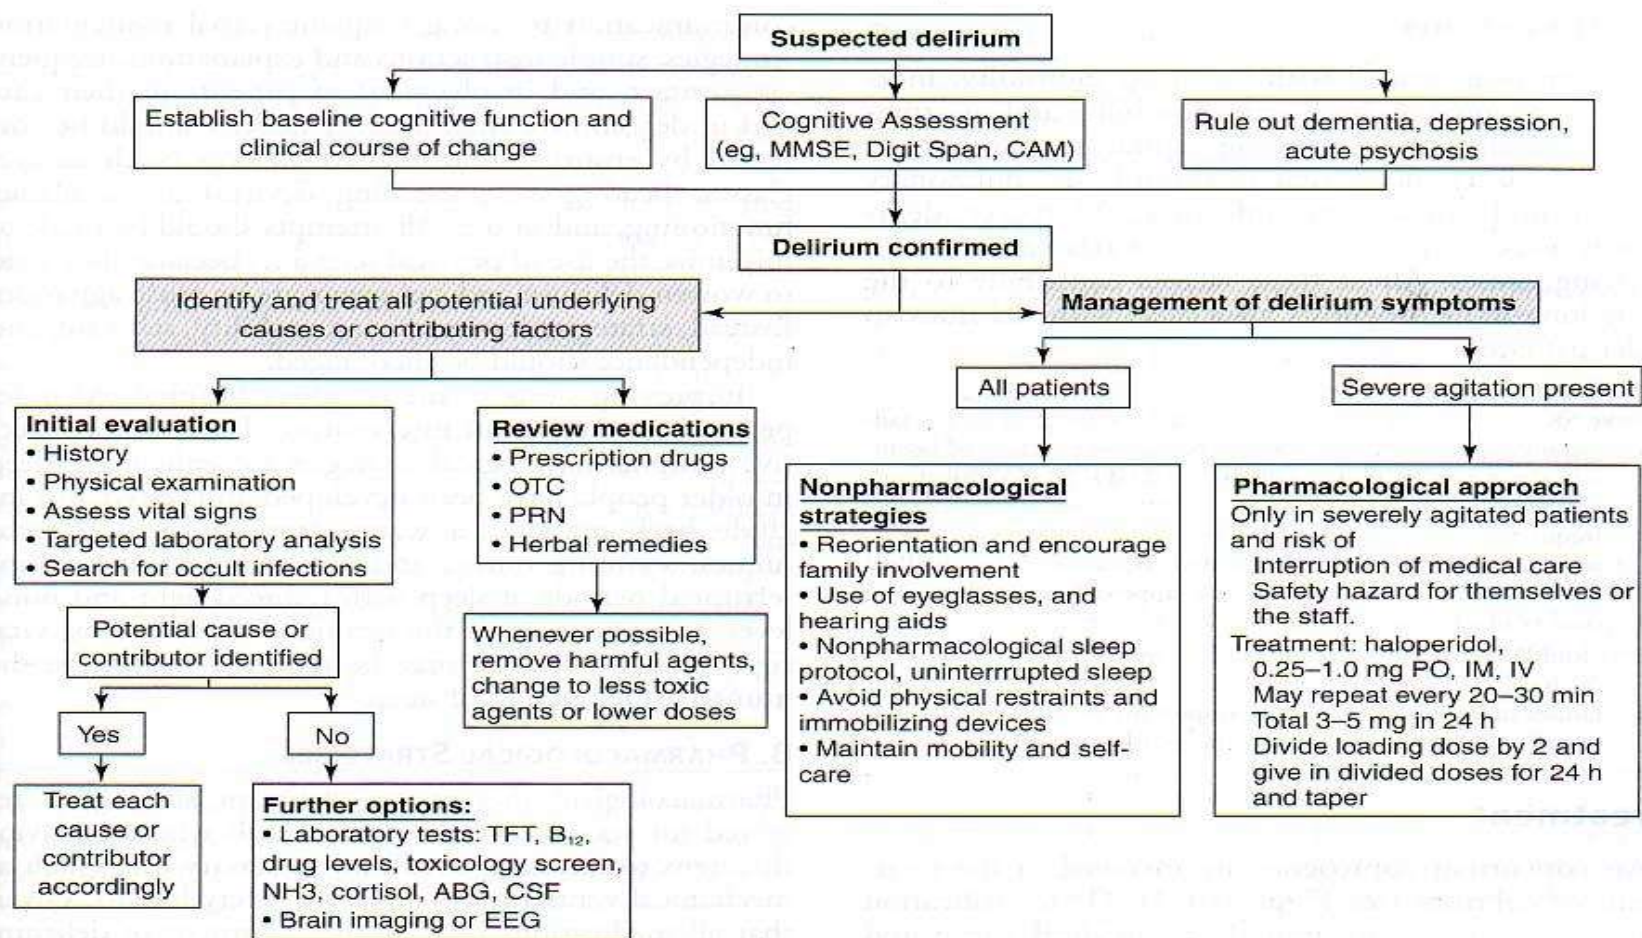 Suspected delirium
Establish baseline cognitive function and
clinical course of change
Cognitive Assessment
(eg, MMSE, Digit Span, CAM)
Rule out dementia, depression,
acute psychosis
Delirium confirmed
Identify and treat all potential underlying
causes or contributing factors
Management of delirium symptoms
All patients
Severe agitation present
Initial evaluation
• History
• Physical examination
• Assess vital signs
• Targeted laboratory analysis
• Search for occult infections
Review medications
• Prescription drugs
• OTC
• PRN
• Herbal remedies
Potential cause or
contributor identified
Whenever possible,
remove harmful agents,
change to less toxic
agents or lower doses
Yes
No
Treat each
cause or
contributor
accordingly
Further options:
• Laboratory tests: TFT, B₁₂,
drug levels, toxicology screen,
NH3, cortisol, ABG, CSF
• Brain imaging or EEG
Nonpharmacological
strategies
• Reorientation and encourage
family involvement
• Use of eyeglasses, and
hearing aids
• Nonpharmacological sleep
protocol, uninterrrupted sleep
• Avoid physical restraints and
immobilizing devices
• Maintain mobility and self-
care
Pharmacological approach
Only in severely agitated patients
and risk of
Interruption of medical care
Safety hazard for themselves or
the staff.
Treatment: haloperidol,
0.25–1.0 mg PO, IM, IV
May repeat every 20–30 min
Total 3–5 mg in 24 h
Divide loading dose by 2 and
give in divided doses for 24 h
and taper